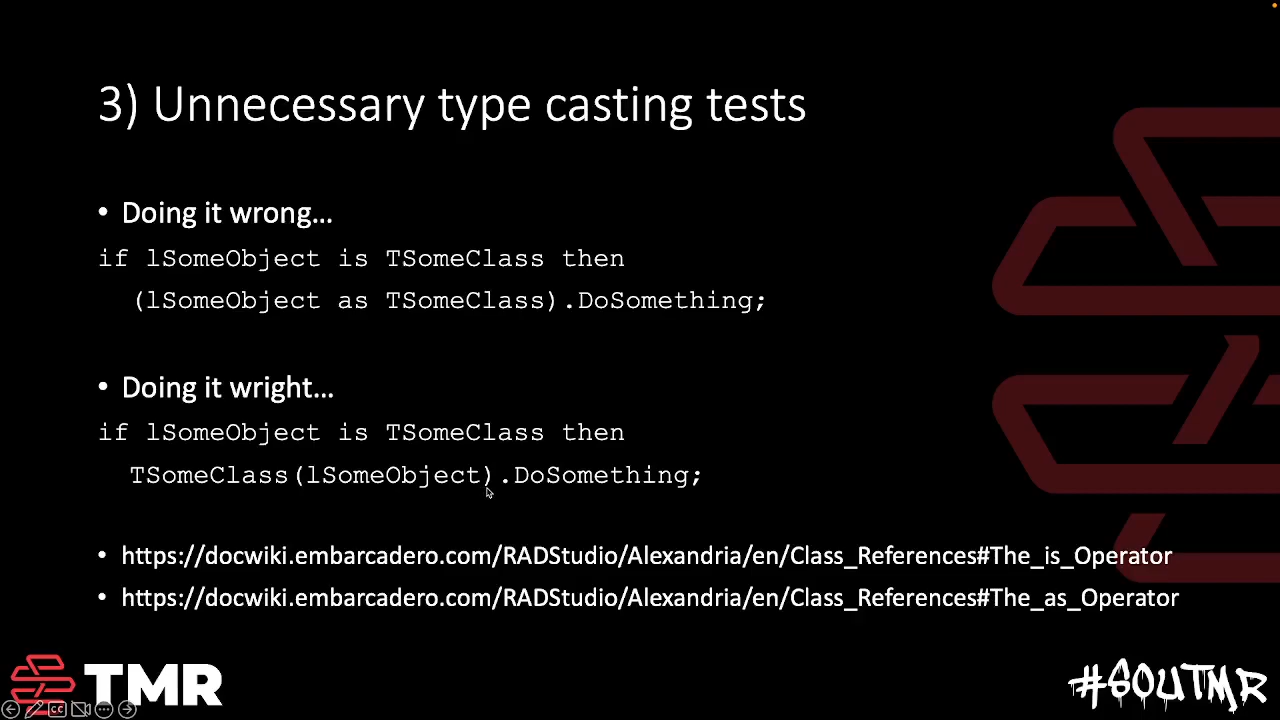 3) Unnecessary type casting tests
• Doing it wrong...
if lSomeObject is TSomeClass then
(lSomeObject as TSomeClass).DoSomething;
• Doing it wright...
if lSomeObject is TSomeClass then
TSomeClass(lSomeObject).DoSomething;
• https://docwiki.embarcadero.com/RADStudio/Alexandria/en/Class_References#The_is_Operator
• https://docwiki.embarcadero.com/RADStudio/Alexandria/en/Class_References#The_as_Operator
TMR
#SOUTMR
CC